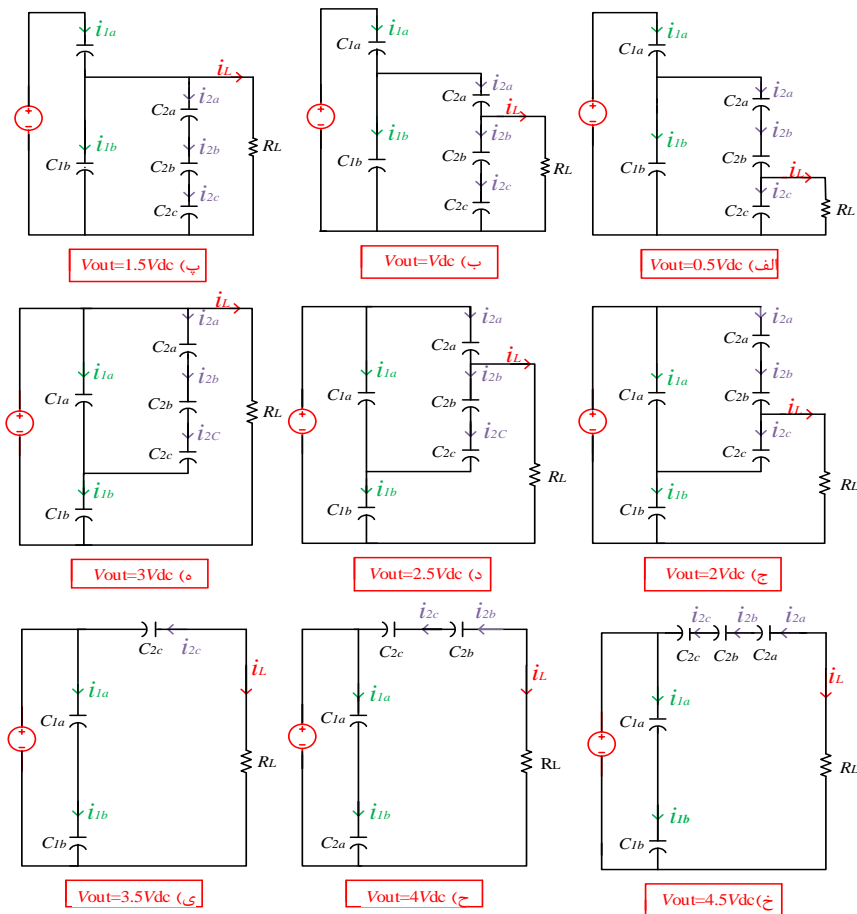 i1a
iL
i2a
C2a
i1b
i2b
RL
C1b
C2b
i2c
C2c
پ) Vout=1.5Vdc
i1a
C1a
i2a
C2a
iL
i1b
i2b
C1b
C2b
RL
i2c
C2c
ب) Vout=Vdc
i1a
C1a
i2a
C2a
i1b
i2b
C1b
C2b
iL
i2c
C2c
RL
الف) Vout=0.5Vdc
iL
i2a
C2a
i1a
i2b
C1a
C2b
RL
i2C
C2c
i1b
C1b
ه) Vout=3Vdc
i2a
C2a
iL
i1a
i2b
C1a
C2b
i2C
C2c
RL
i1b
C1b
د) Vout=2.5Vdc
i2a
C2a
i1a
i2b
C1a
C2b
iL
i2c
C2c
RL
i1b
C1b
ج) Vout=2Vdc
C2c
i2c
iL
i1a
C1a
RL
i1b
C1b
ی) Vout=3.5Vdc
i2c
i2b
C2c
C2b
iL
i1a
C1a
RL
i1b
C2a
ح) Vout=4Vdc
i2c
i2b
i2a
C2c
C2b
C2a
iL
i1a
C1a
RL
i1b
C1b
خ) Vout=4.5Vdc